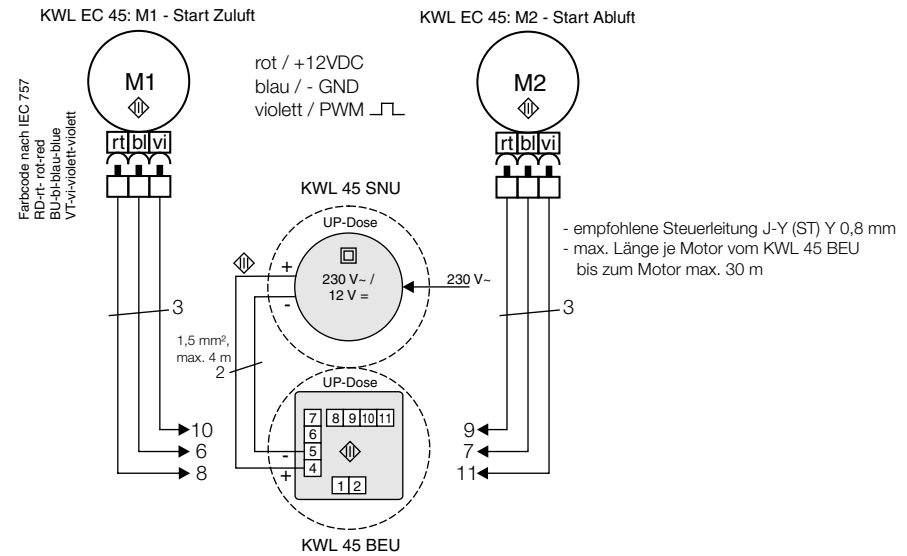 KWL EC 45: M1 - Start Zuluft
KWL EC 45: M2 - Start Abluft
Farbcode nach IEC 757
RD-rt- rot-red
BU-bl-blau-blue
VT-vi-violett-violett
M1
rt bl vi
rot / +12VDC
blau / - GND
violett / PWM
M2
rt bl vi
KWL 45 SNU
UP-Dose
230 V~ /
12 V =
+
-
230 V~
- empfohlene Steuerleitung J-Y (ST) Y 0,8 mm
- max. Länge je Motor vom KWL 45 BEU
bis zum Motor max. 30 m
3
3
1,5 mm²,
max. 4 m
2
UP-Dose
7 8 9 10 11
6
5
4
-
+
1 2
10
6
8
9
7
11
KWL 45 BEU